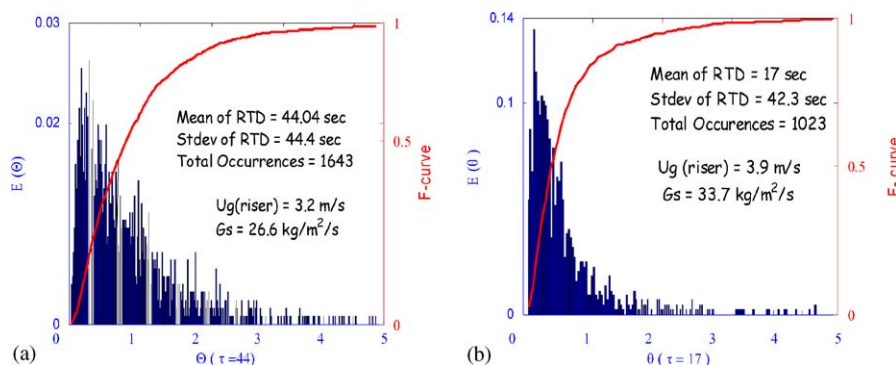 0.03
0.02
0
E (Θ)
0 1 2 3 4 5
Θ ( τ =44)
1
0.5
0
F-curve
Mean of RTD = 44.04 sec
Stdev of RTD = 44.4 sec
Total Occurrences = 1643
Ug(riser) = 3.2 m/s
Gs = 26.6 kg/m²/s
(a)
0.14
0.1
0
E (θ)
0 1 2 3 4 5
θ ( τ = 17)
1
0.5
0
F- curve
Mean of RTD = 17 sec
Stdev of RTD = 42.3 sec
Total Occurences = 1023
Ug (riser) = 3.9 m/s
Gs = 33.7 kg/m²/s
(b)